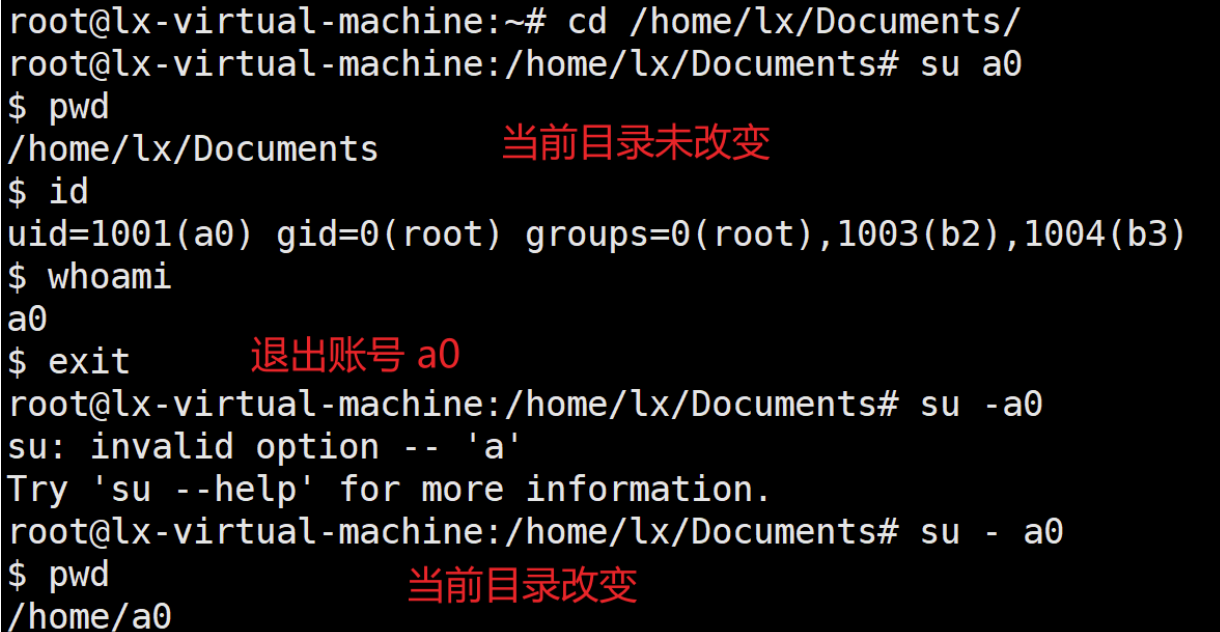 root@lx-virtual-machine:~# cd /home/lx/Documents/
root@lx-virtual-machine:/home/lx/Documents# su a0
$ pwd
/home/lx/Documents 当前目录未改变
$ id
uid=1001(a0) gid=0(root) groups=0(root),1003(b2),1004(b3)
$ whoami
a0
$ exit 退出账号 a0
root@lx-virtual-machine:/home/lx/Documents# su -a0
su: invalid option -- 'a'
Try 'su --help' for more information.
root@lx-virtual-machine:/home/lx/Documents# su - a0
$ pwd 当前目录改变
/home/a0